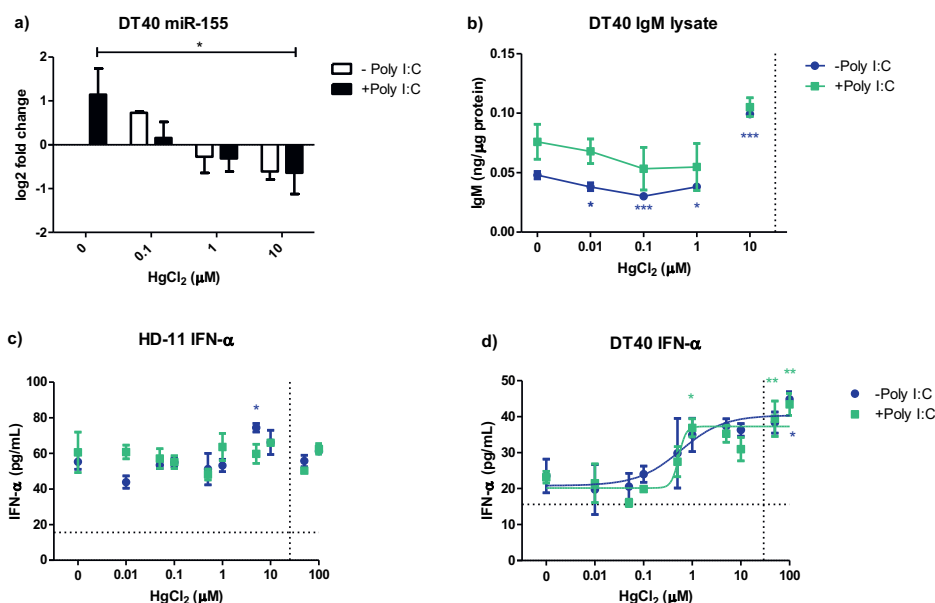 a)
DT40 miR-155
*
- Poly I:C
+Poly I:C
log2 fold change
2
1
0
-1
-2
0
0.1
1
10
HgCl2 (µM)
b)
DT40 IgM lysate
-Poly I:C
+Poly I:C
IgM (ng/µg protein)
0.15
0.10
0.05
0.00
***
*
***
*
0 0.01 0.1 1 10
HgCl2 (µM)
c)
HD-11 IFN-α
IFN-α (pg/mL)
100
80
60
40
20
0
*
0 0.01 0.1 1 10 100
HgCl2 (µM)
d)
DT40 IFN-α
-Poly I:C
+Poly I:C
IFN-α (pg/mL)
50
40
30
20
10
0
*
**
**
*
0 0.01 0.1 1 10 100
HgCl2 (µM)